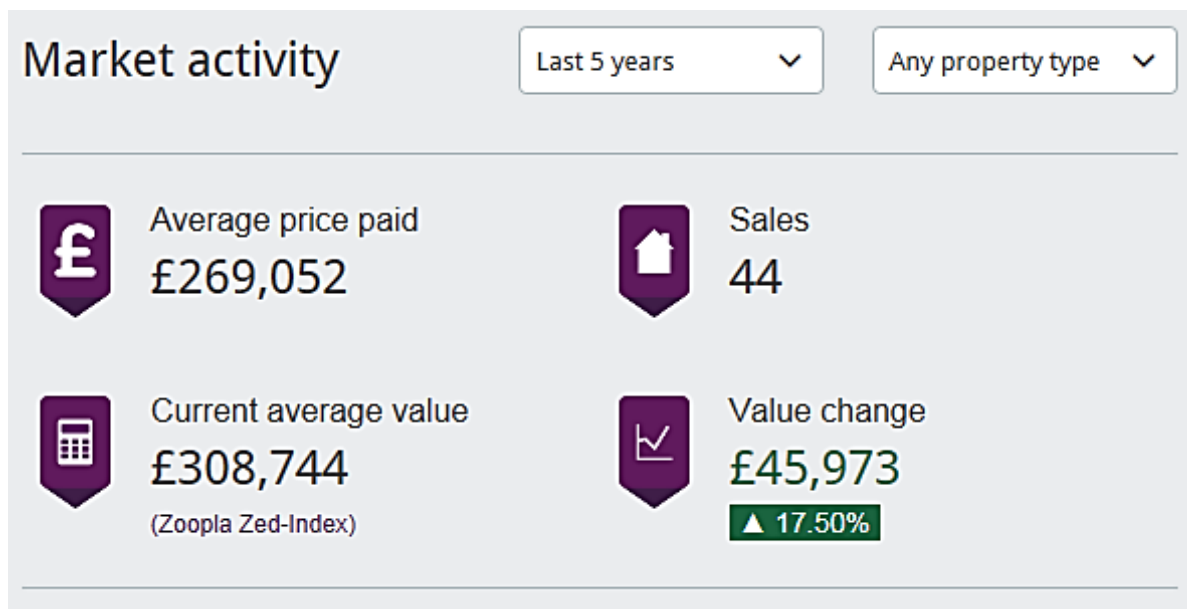 Market activity
Last 5 years
Any property type
£
Average price paid
£269,052
Sales
44
Current average value
£308,744
(Zoopla Zed-Index)
Value change
£45,973
▲ 17.50%